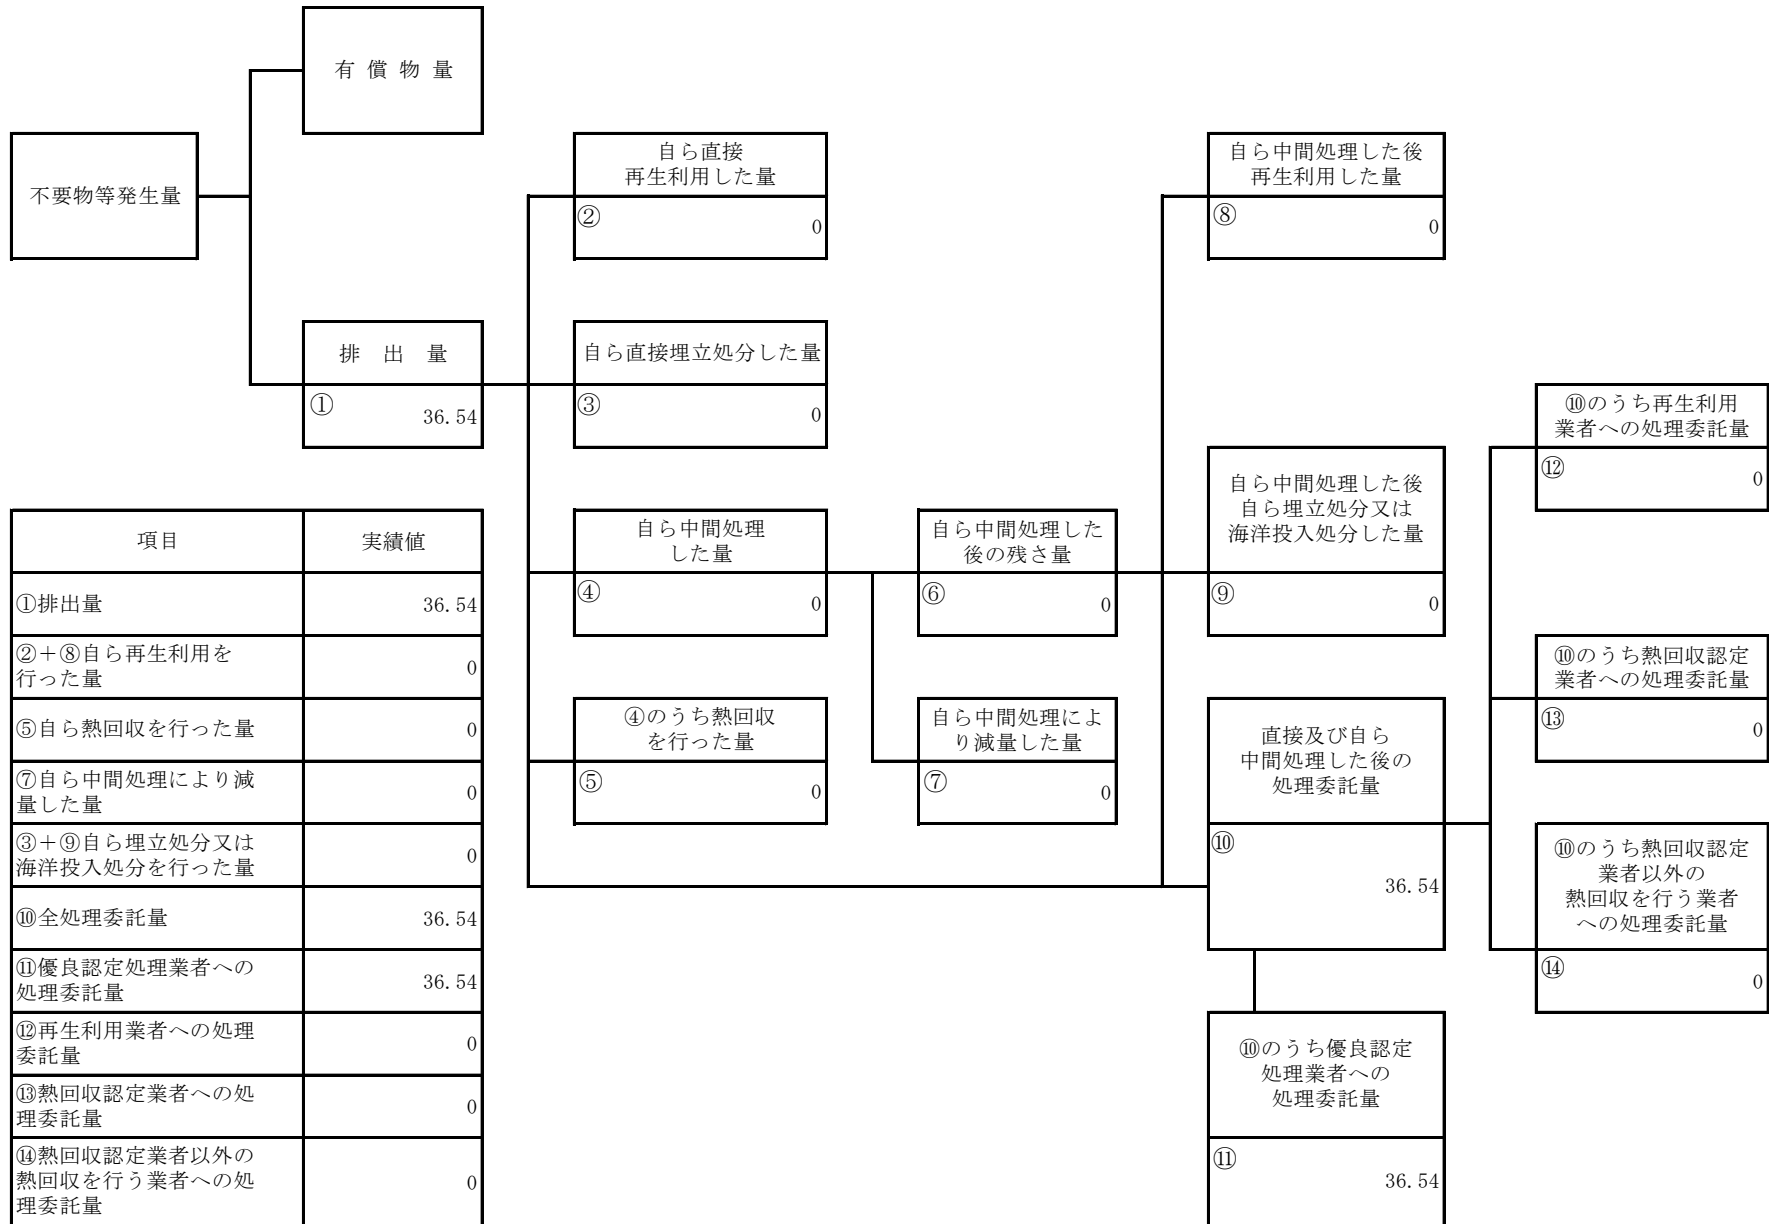 有償物量
不要物等発生量
自ら直接
再生利用した量
②
0
自ら中間処理した後
再生利用した量
⑧
0
排出量
①
36.54
自ら直接埋立処分した量
③
0
⑩のうち再生利用
業者への処理委託量
⑫
0
自ら中間処理
した量
④
0
自ら中間処理した
後の残さ量
⑥
0
自ら中間処理した後
自ら埋立処分又は
海洋投入処分した量
⑨
0
⑩のうち熱回収認定
業者への処理委託量
⑬
0
④のうち熱回収
を行った量
⑤
0
自ら中間処理によ
り減量した量
⑦
0
直接及び自ら
中間処理した後の
処理委託量
⑩
36.54
⑩のうち熱回収認定
業者以外の
熱回収を行う業者
への処理委託量
⑭
0
⑩のうち優良認定
処理業者への
処理委託量
⑪
36.54
項目
実績値
①排出量
36.54
②+⑧自ら再生利用を
行った量
0
⑤自ら熱回収を行った量
0
⑦自ら中間処理により減
量した量
0
③+⑨自ら埋立処分又は
海洋投入処分を行った量
0
⑩全処理委託量
36.54
⑪優良認定処理業者への
処理委託量
36.54
⑫再生利用業者への処理
委託量
0
⑬熱回収認定業者への処
理委託量
0
⑭熱回収認定業者以外の
熱回収を行う業者への処
理委託量
0